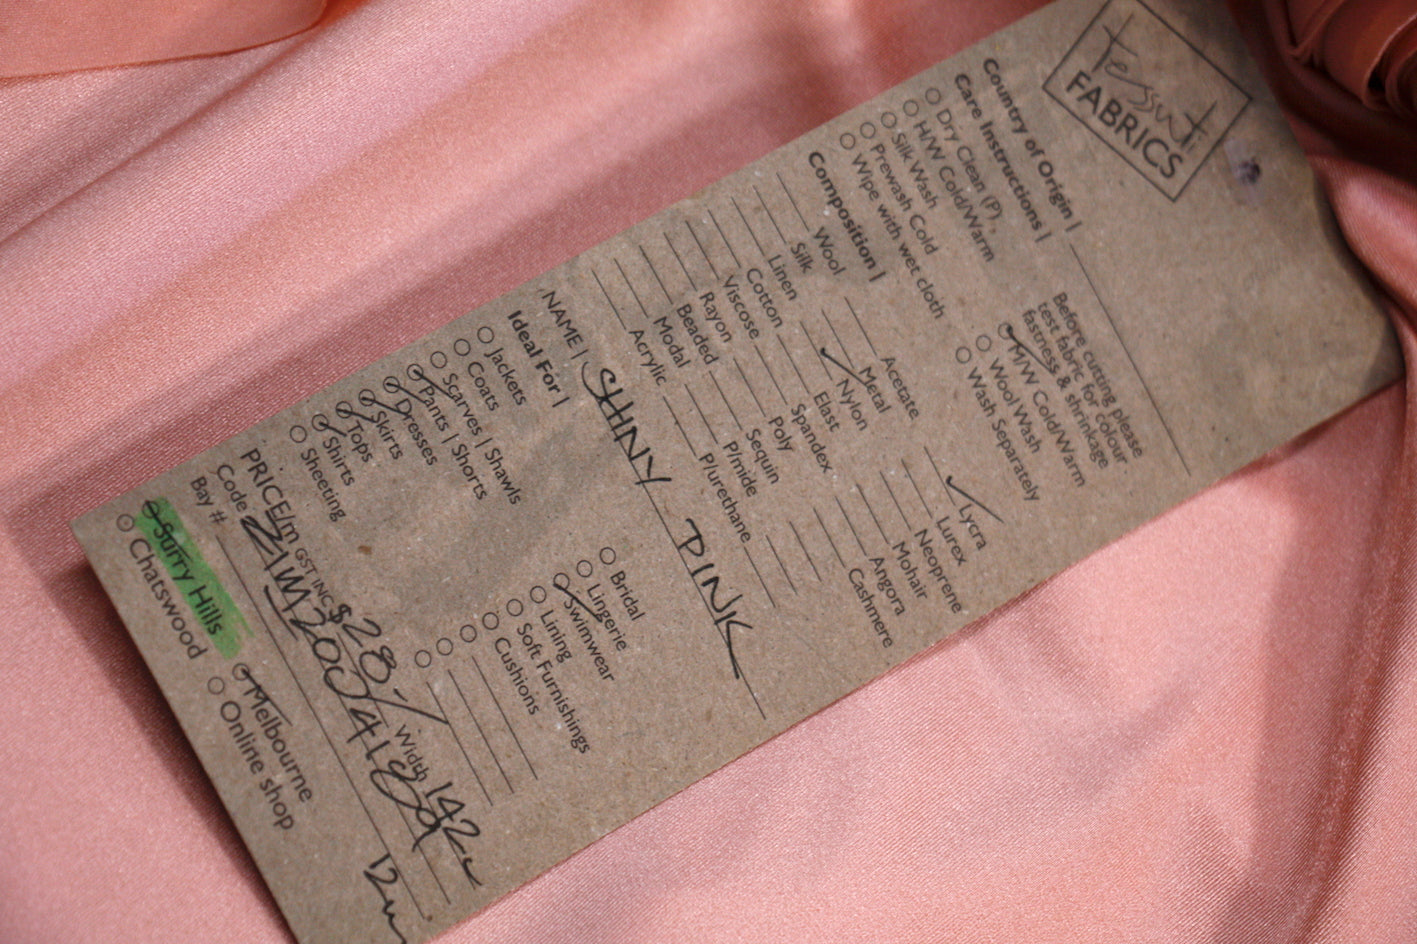 Tessuti
FABRICS
Country of Origin |
Care Instructions |
Before cutting please
test fabric for colour
fastness & shrinkage
Dry Clean (P),
H/W Cold/Warm
Silk Wash
Prewash Cold
Wipe with wet cloth
M/W Cold/Warm
Wool Wash
Wash Separately
Composition |
Wool
Silk
Linen
Cotton
Viscose
Rayon
Beaded
Modal
Acrylic
Acetate
Metal
Nylon
Elast
Spandex
Poly
Sequin
P/mide
P/urethane
Lycra
Lurex
Neoprene
Mohair
Angora
Cashmere
NAME | SHINY PINK
Ideal For |
Jackets
Coats
Scarves | Shawls
Pants | Shorts
Dresses
Skirts
Tops
Shirts
Sheeting
Bridal
Lingerie
Swimwear
Lining
Soft Furnishings
Cushions
PRICE/m GST INC $28/ Width 142
Code
Bay #
Surry Hills
Melbourne
Chatswood
Online shop